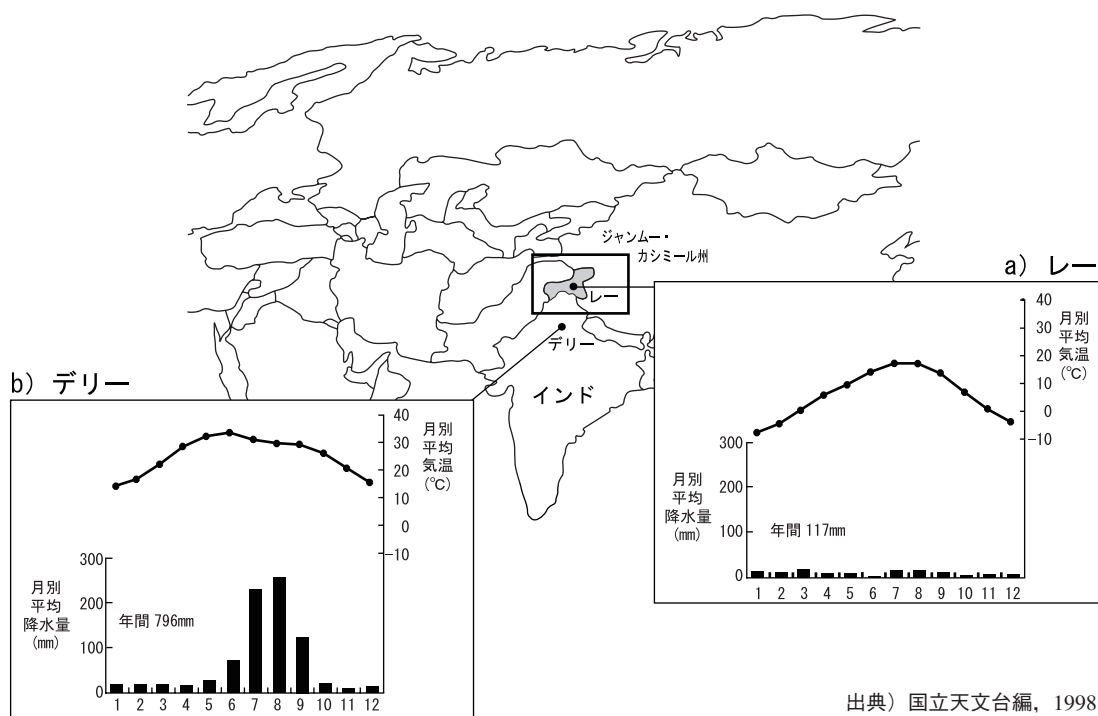 ジャンムー・
カシミール州
レー
デリー
インド
a）レー
40
30
20
10
0
−10
月別
平均
気温
(℃)
300
200
100
0
月別
平均
降水量
(mm)
年間 117mm
1 2 3 4 5 6 7 8 9 10 11 12
b）デリー
40
30
20
10
0
−10
月別
平均
気温
(℃)
300
200
100
0
月別
平均
降水量
(mm)
年間 796mm
1 2 3 4 5 6 7 8 9 10 11 12
出典）国立天文台編，1998